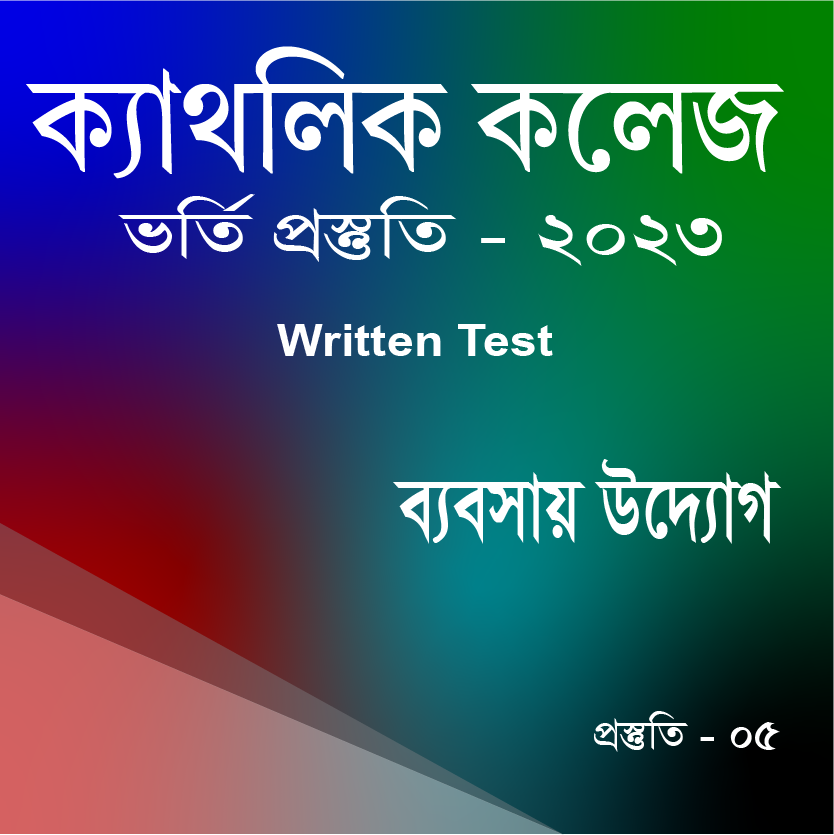 ক্যাথলিক কলেজ
ভর্তি প্রস্তুতি - ২০২৩
Written Test
ব্যবসায় উদ্যোগ
প্রস্তুতি - ০৫